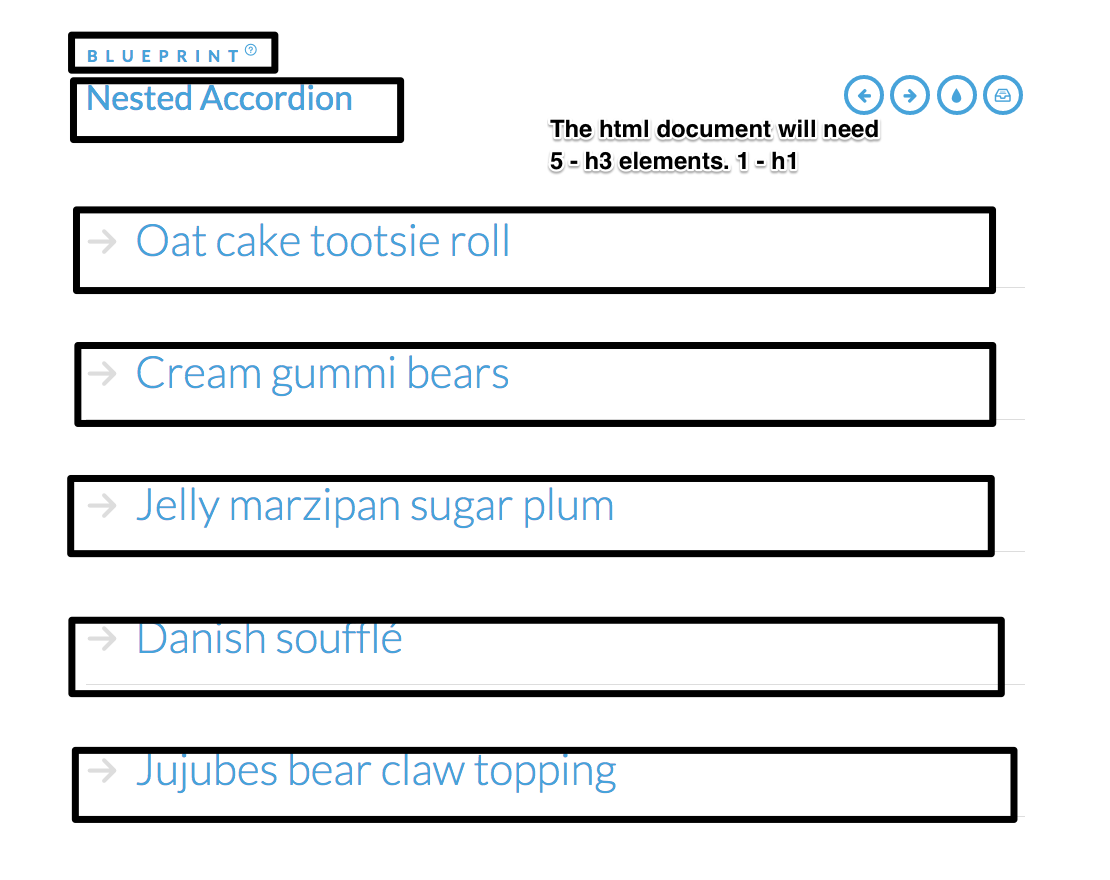 BLUEPRINT?
Nested Accordion
The html document will need
5 - h3 elements. 1 - h1
Oat cake tootsie roll
Cream gummi bears
Jelly marzipan sugar plum
Danish soufflé
Jujubes bear claw topping